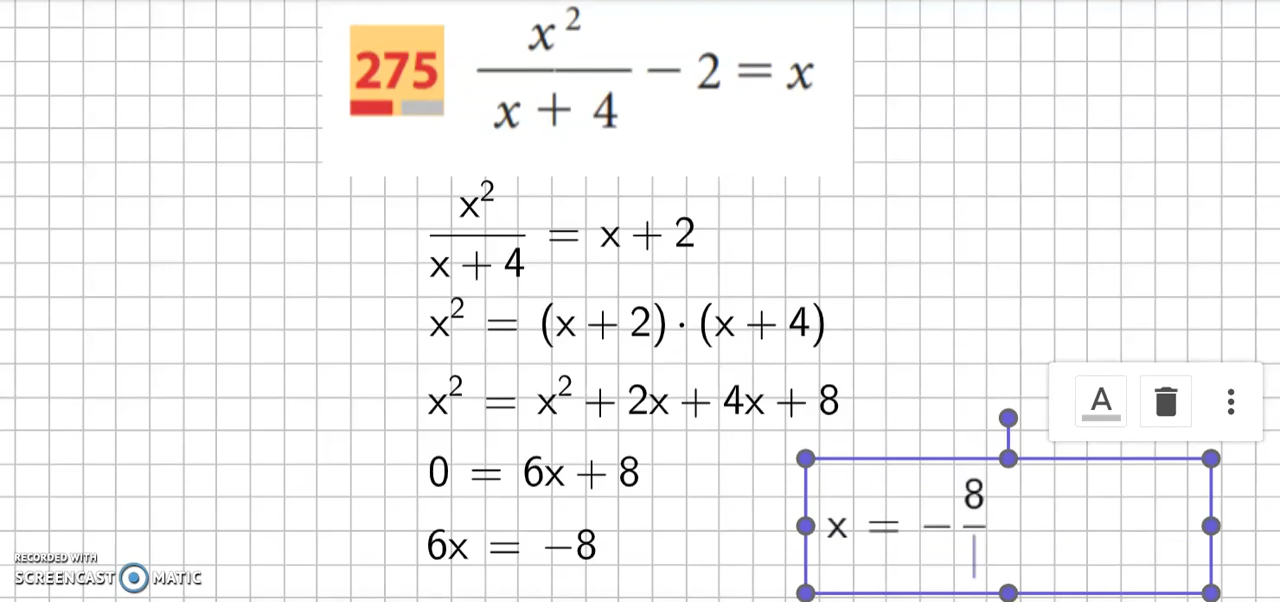 275 x²/(x + 4) − 2 = x
x²/(x + 4) = x + 2
x² = (x + 2) · (x + 4)
x² = x² + 2x + 4x + 8
0 = 6x + 8
6x = −8
x = −8/
A
RECORDED WITH
SCREENCAST MATIC